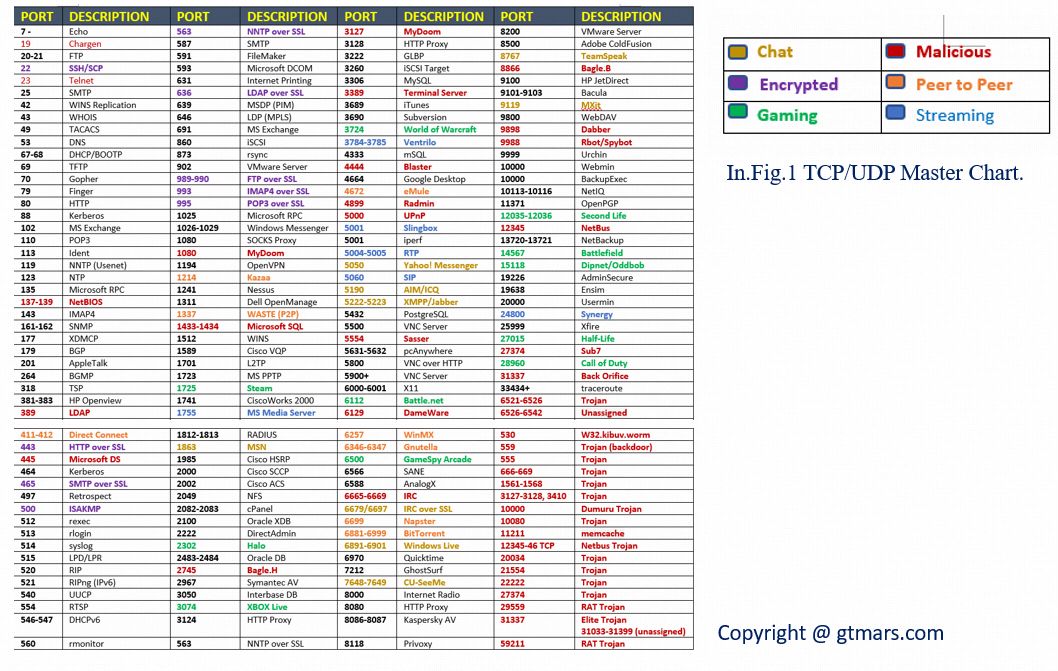 PORT DESCRIPTION PORT DESCRIPTION PORT DESCRIPTION PORT DESCRIPTION
7 - Echo 563 NNTP over SSL 3127 MyDoom 8200 VMware Server
19 Chargen 587 SMTP 3128 HTTP Proxy 8500 Adobe ColdFusion
20-21 FTP 591 FileMaker 3222 GLBP 8767 TeamSpeak
22 SSH/SCP 593 Microsoft DCOM 3260 iSCSI Target 8866 Bagle.B
23 Telnet 631 Internet Printing 3306 MySQL 9100 HP JetDirect
25 SMTP 636 LDAP over SSL 3389 Terminal Server 9101-9103 Bacula
42 WINS Replication 639 MSDP (PIM) 3689 iTunes 9119 MXit
43 WHOIS 646 LDP (MPLS) 3690 Subversion 9800 WebDAV
49 TACACS 691 MS Exchange 3724 World of Warcraft 9898 Dabber
53 DNS 860 iSCSI 3784-3785 Ventrilo 9988 Rbot/Spybot
67-68 DHCP/BOOTP 873 rsync 4333 mSQL 9999 Urchin
69 TFTP 902 VMware Server 4444 Blaster 10000 Webmin
70 Gopher 989-990 FTP over SSL 4664 Google Desktop 10000 BackupExec
79 Finger 993 IMAP4 over SSL 4672 eMule 10113-10116 NetIQ
80 HTTP 995 POP3 over SSL 4899 Radmin 11371 OpenPGP
88 Kerberos 1025 Microsoft RPC 5000 UPnP 12035-12036 Second Life
102 MS Exchange 1026-1029 Windows Messenger 5001 Slingbox 12345 NetBus
110 POP3 1080 SOCKS Proxy 5001 iperf 13720-13721 NetBackup
113 Ident 1080 MyDoom 5004-5005 RTP 14567 Battlefield
119 NNTP (Usenet) 1194 OpenVPN 5050 Yahoo! Messenger 15118 Dipnet/Oddbob
123 NTP 1214 Kazaa 5060 SIP 19226 AdminSecure
135 Microsoft RPC 1241 Nessus 5190 AIM/ICQ 19638 Ensim
137-139 NetBIOS 1311 Dell OpenManage 5222-5223 XMPP/Jabber 20000 Usermin
143 IMAP4 1337 WASTE (P2P) 5432 PostgreSQL 24800 Synergy
161-162 SNMP 1433-1434 Microsoft SQL 5500 VNC Server 25999 Xfire
177 XDMCP 1512 WINS 5554 Sasser 27015 Half-Life
179 BGP 1589 Cisco VQP 5631-5632 pcAnywhere 27374 Sub7
201 AppleTalk 1701 L2TP 5800 VNC over HTTP 28960 Call of Duty
264 BGMP 1723 MS PPTP 5900+ VNC Server 31337 Back Orifice
318 TSP 1725 Steam 6000-6001 X11 33434+ traceroute
381-383 HP Openview 1741 CiscoWorks 2000 6112 Battle.net 6521-6526 Trojan
389 LDAP 1755 MS Media Server 6129 DameWare 6526-6542 Unassigned
411-412 Direct Connect 1812-1813 RADIUS 6257 WinMX 530 W32.kibuv.worm
443 HTTP over SSL 1863 MSN 6346-6347 Gnutella 559 Trojan (backdoor)
445 Microsoft DS 1985 Cisco HSRP 6500 GameSpy Arcade 555 Trojan
464 Kerberos 2000 Cisco SCCP 6566 SANE 666-669 Trojan
465 SMTP over SSL 2002 Cisco ACS 6588 AnalogX 1561-1568 Trojan
497 Retrospect 2049 NFS 6665-6669 IRC 3127-3128, 3410 Trojan
500 ISAKMP 2082-2083 cPanel 6679/6697 IRC over SSL 10000 Dumuru Trojan
512 rexec 2100 Oracle XDB 6699 Napster 10080 Trojan
513 rlogin 2222 DirectAdmin 6881-6999 BitTorrent 11211 memcache
514 syslog 2302 Halo 6891-6901 Windows Live 12345-46 TCP Netbus Trojan
515 LPD/LPR 2483-2484 Oracle DB 6970 Quicktime 20034 Trojan
520 RIP 2745 Bagle.H 7212 GhostSurf 21554 Trojan
521 RIPng (IPv6) 2967 Symantec AV 7648-7649 CU-SeeMe 22222 Trojan
540 UUCP 3050 Interbase DB 8000 Internet Radio 27374 Trojan
554 RTSP 3074 XBOX Live 8080 HTTP Proxy 29559 RAT Trojan
546-547 DHCPv6 3124 HTTP Proxy 8086-8087 Kaspersky AV 31337 Elite Trojan
31033-31399 (unassigned)
560 rmonitor 563 NNTP over SSL 8118 Privoxy 59211 RAT Trojan
Chat Malicious
Encrypted Peer to Peer
Gaming Streaming
In.Fig.1 TCP/UDP Master Chart.
Copyright @ gtmars.com